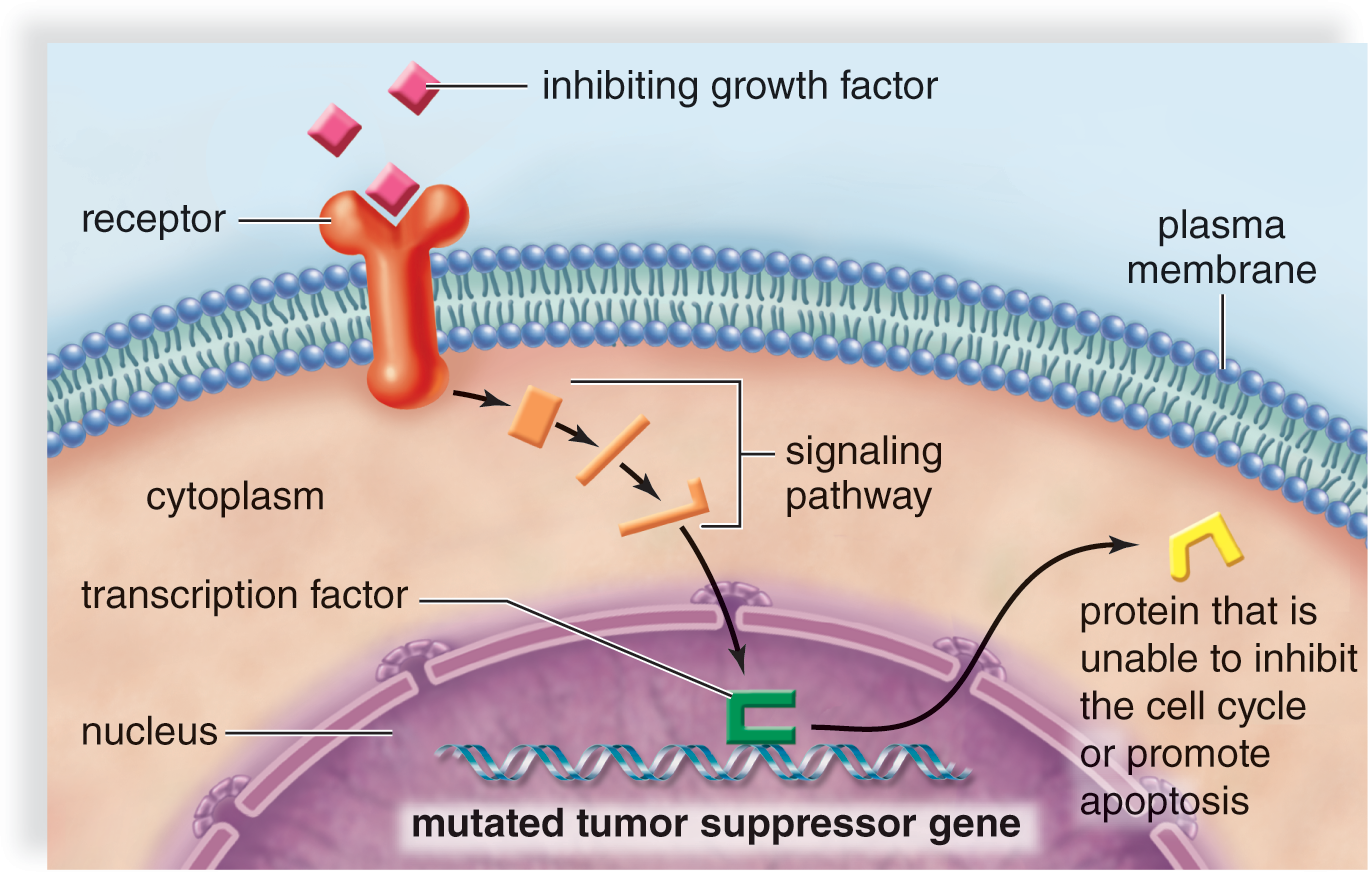 inhibiting growth factor
receptor
plasma
membrane
signaling
pathway
cytoplasm
transcription factor
protein that is
unable to inhibit
the cell cycle
or promote
apoptosis
nucleus
mutated tumor suppressor gene